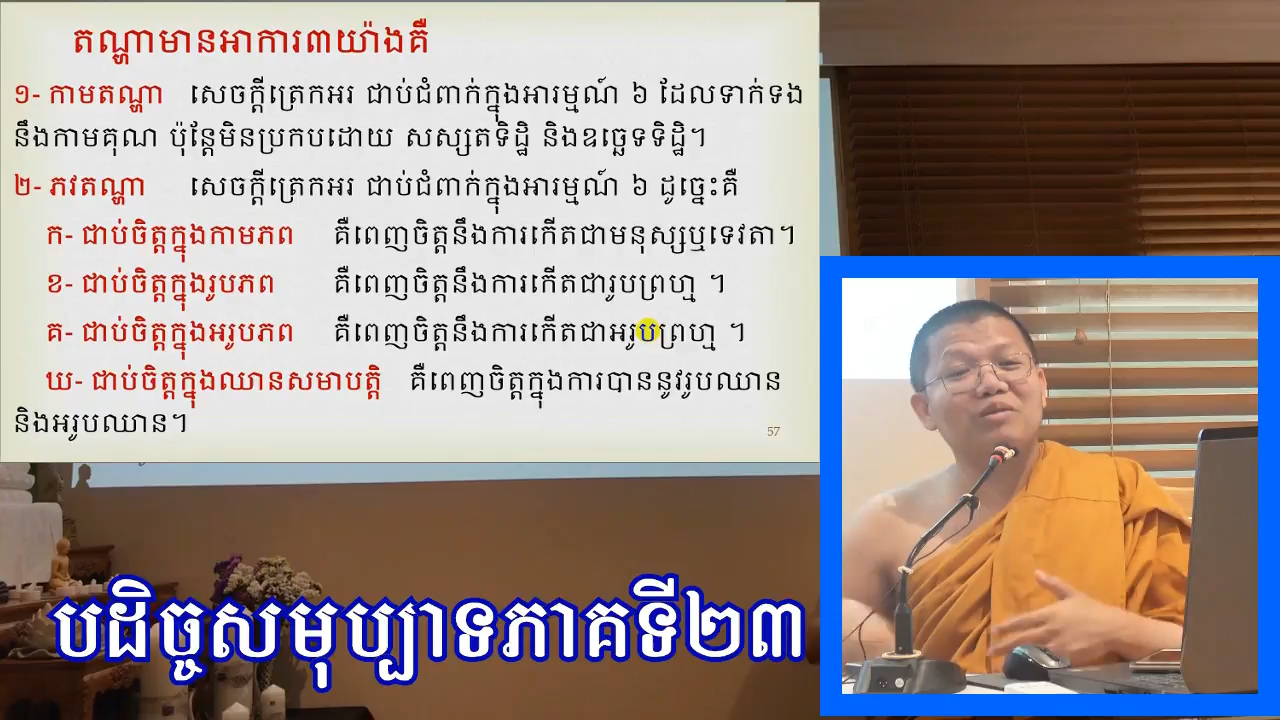 តណ្ហាមានអាការ៣យ៉ាងគឺ
១- កាមតណ្ហា សេចក្ដីត្រេកអរ ជាប់ជំពាក់ក្នុងអារម្មណ៍ ៦ ដែលទាក់ទង
នឹងកាមគុណ ប៉ុន្តែមិនប្រកបដោយ សស្សតទិដ្ឋិ និងឧច្ឆេទទិដ្ឋិ។
២- ភវតណ្ហា សេចក្ដីត្រេកអរ ជាប់ជំពាក់ក្នុងអារម្មណ៍ ៦ ដូច្នេះគឺ
ក- ជាប់ចិត្តក្នុងកាមភព គឺពេញចិត្តនឹងការកើតជាមនុស្សឬទេវតា។
ខ- ជាប់ចិត្តក្នុងរូបភព គឺពេញចិត្តនឹងការកើតជារូបព្រហ្ម ។
គ- ជាប់ចិត្តក្នុងអរូបភព គឺពេញចិត្តនឹងការកើតជាអរូបព្រហ្ម ។
ឃ- ជាប់ចិត្តក្នុងឈានសមាបត្តិ គឺពេញចិត្តក្នុងការបាននូវរូបឈាន
និងអរូបឈាន។
57
បដិច្ចសមុប្បាទភាគទី២៣